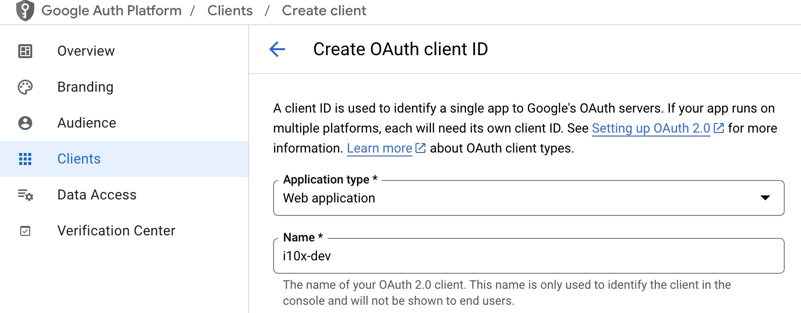 Google Auth Platform / Clients / Create client
Overview
Branding
Audience
Clients
Data Access
Verification Center
Create OAuth client ID
A client ID is used to identify a single app to Google's OAuth servers. If your app runs on
multiple platforms, each will need its own client ID. See Setting up OAuth 2.0 for more
information. Learn more about OAuth client types.
Application type *
Web application
Name *
i10x-dev
The name of your OAuth 2.0 client. This name is only used to identify the client in the
console and will not be shown to end users.